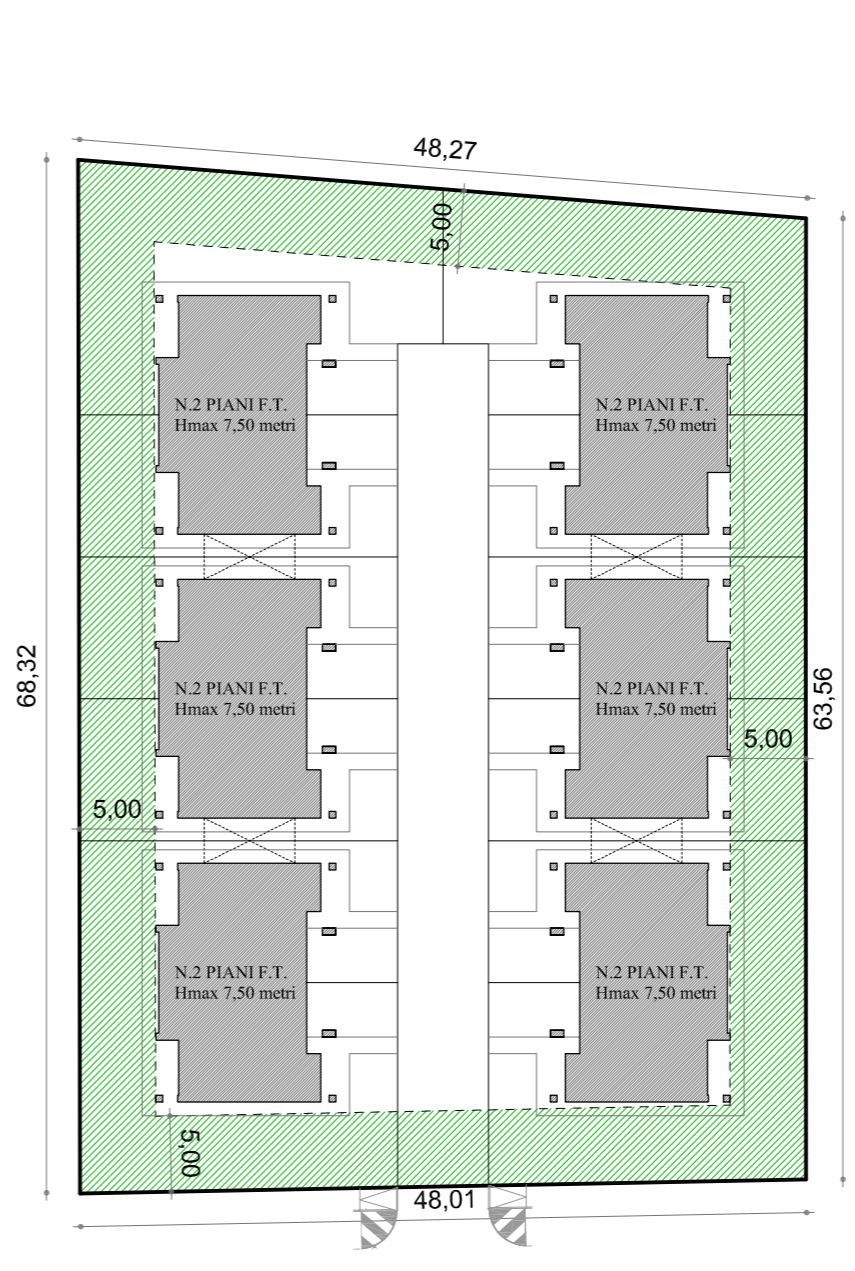 48,27
5,00
N.2 PIANI F.T.
Hmax 7,50 metri
N.2 PIANI F.T.
Hmax 7,50 metri
68,32
N.2 PIANI F.T.
Hmax 7,50 metri
N.2 PIANI F.T.
Hmax 7,50 metri
63,56
5,00
5,00
N.2 PIANI F.T.
Hmax 7,50 metri
N.2 PIANI F.T.
Hmax 7,50 metri
5,00
48,01